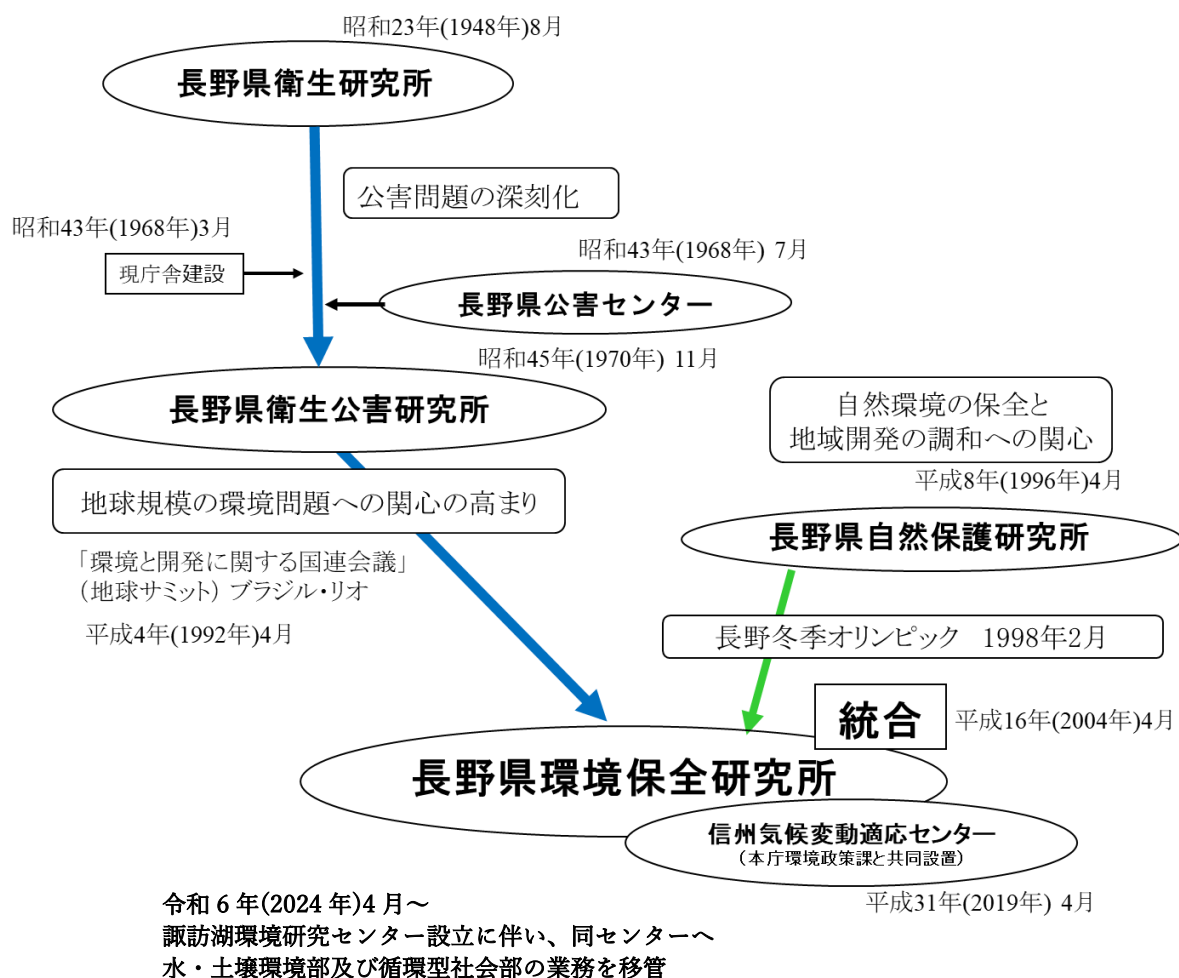 昭和23年(1948年)8月
長野県衛生研究所
公害問題の深刻化
昭和43年(1968年)3月
現庁舎建設
昭和43年(1968年) 7月
長野県公害センター
昭和45年(1970年) 11月
長野県衛生公害研究所
自然環境の保全と
地域開発の調和への関心
地球規模の環境問題への関心の高まり
平成8年(1996年)4月
長野県自然保護研究所
「環境と開発に関する国連会議」
(地球サミット) ブラジル・リオ
平成4年(1992年)4月
長野冬季オリンピック　1998年2月
統合
平成16年(2004年)4月
長野県環境保全研究所
信州気候変動適応センター
(本庁環境政策課と共同設置)
平成31年(2019年) 4月
令和 6 年(2024 年)4 月～
諏訪湖環境研究センター設立に伴い、同センターへ
水・土壌環境部及び循環型社会部の業務を移管